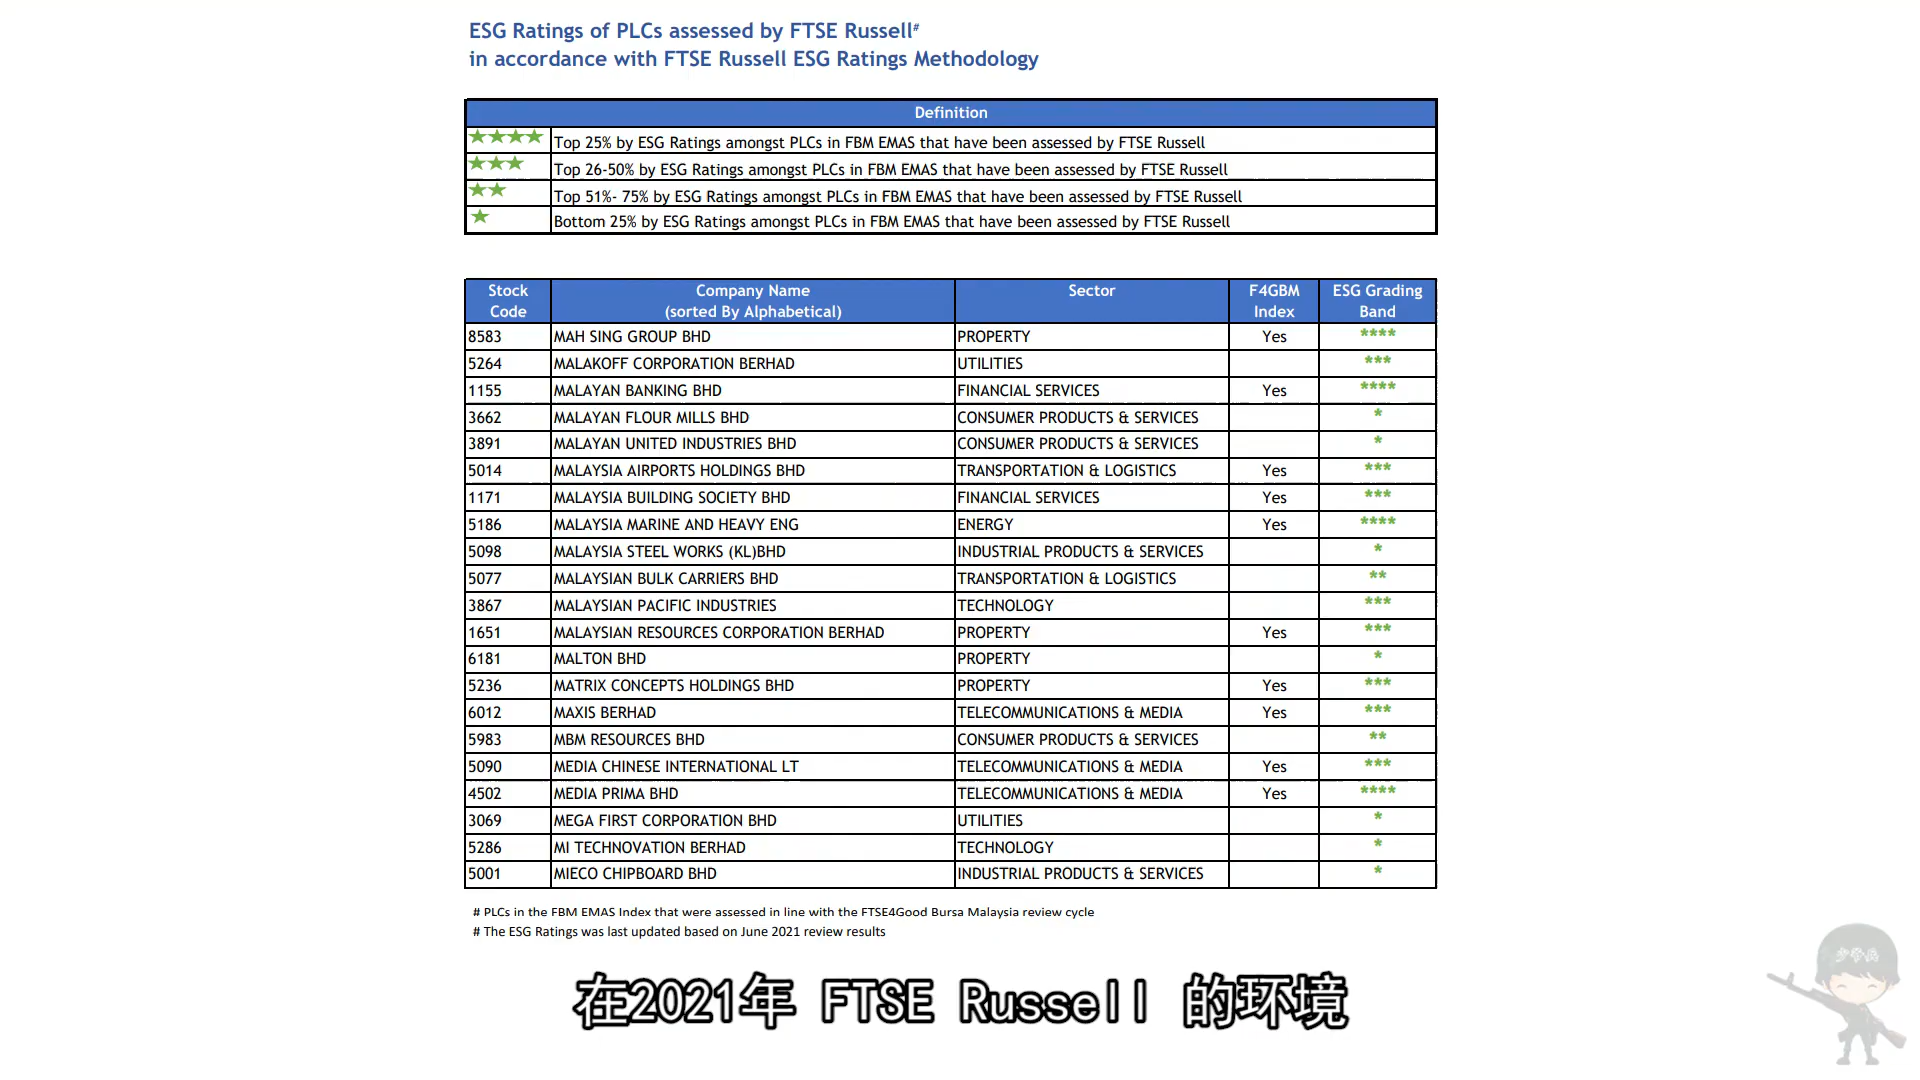 ESG Ratings of PLCs assessed by FTSE Russell#
in accordance with FTSE Russell ESG Ratings Methodology
Definition
★★★★ Top 25% by ESG Ratings amongst PLCs in FBM EMAS that have been assessed by FTSE Russell
★★★ Top 26-50% by ESG Ratings amongst PLCs in FBM EMAS that have been assessed by FTSE Russell
★★ Top 51%- 75% by ESG Ratings amongst PLCs in FBM EMAS that have been assessed by FTSE Russell
★ Bottom 25% by ESG Ratings amongst PLCs in FBM EMAS that have been assessed by FTSE Russell
Stock Code Company Name (sorted By Alphabetical) Sector F4GBM Index ESG Grading Band
8583 MAH SING GROUP BHD PROPERTY Yes ****
5264 MALAKOFF CORPORATION BERHAD UTILITIES ***
1155 MALAYAN BANKING BHD FINANCIAL SERVICES Yes ****
3662 MALAYAN FLOUR MILLS BHD CONSUMER PRODUCTS & SERVICES *
3891 MALAYAN UNITED INDUSTRIES BHD CONSUMER PRODUCTS & SERVICES *
5014 MALAYSIA AIRPORTS HOLDINGS BHD TRANSPORTATION & LOGISTICS Yes ***
1171 MALAYSIA BUILDING SOCIETY BHD FINANCIAL SERVICES Yes ***
5186 MALAYSIA MARINE AND HEAVY ENG ENERGY Yes ****
5098 MALAYSIA STEEL WORKS (KL)BHD INDUSTRIAL PRODUCTS & SERVICES *
5077 MALAYSIAN BULK CARRIERS BHD TRANSPORTATION & LOGISTICS **
3867 MALAYSIAN PACIFIC INDUSTRIES TECHNOLOGY ***
1651 MALAYSIAN RESOURCES CORPORATION BERHAD PROPERTY Yes ***
6181 MALTON BHD PROPERTY *
5236 MATRIX CONCEPTS HOLDINGS BHD PROPERTY Yes ***
6012 MAXIS BERHAD TELECOMMUNICATIONS & MEDIA Yes ***
5983 MBM RESOURCES BHD CONSUMER PRODUCTS & SERVICES **
5090 MEDIA CHINESE INTERNATIONAL LT TELECOMMUNICATIONS & MEDIA Yes ***
4502 MEDIA PRIMA BHD TELECOMMUNICATIONS & MEDIA Yes ****
3069 MEGA FIRST CORPORATION BHD UTILITIES *
5286 MI TECHNOVATION BERHAD TECHNOLOGY *
5001 MIECO CHIPBOARD BHD INDUSTRIAL PRODUCTS & SERVICES *
# PLCs in the FBM EMAS Index that were assessed in line with the FTSE4Good Bursa Malaysia review cycle
# The ESG Ratings was last updated based on June 2021 review results
在2021年 FTSE Russell 的环境
少爷兵